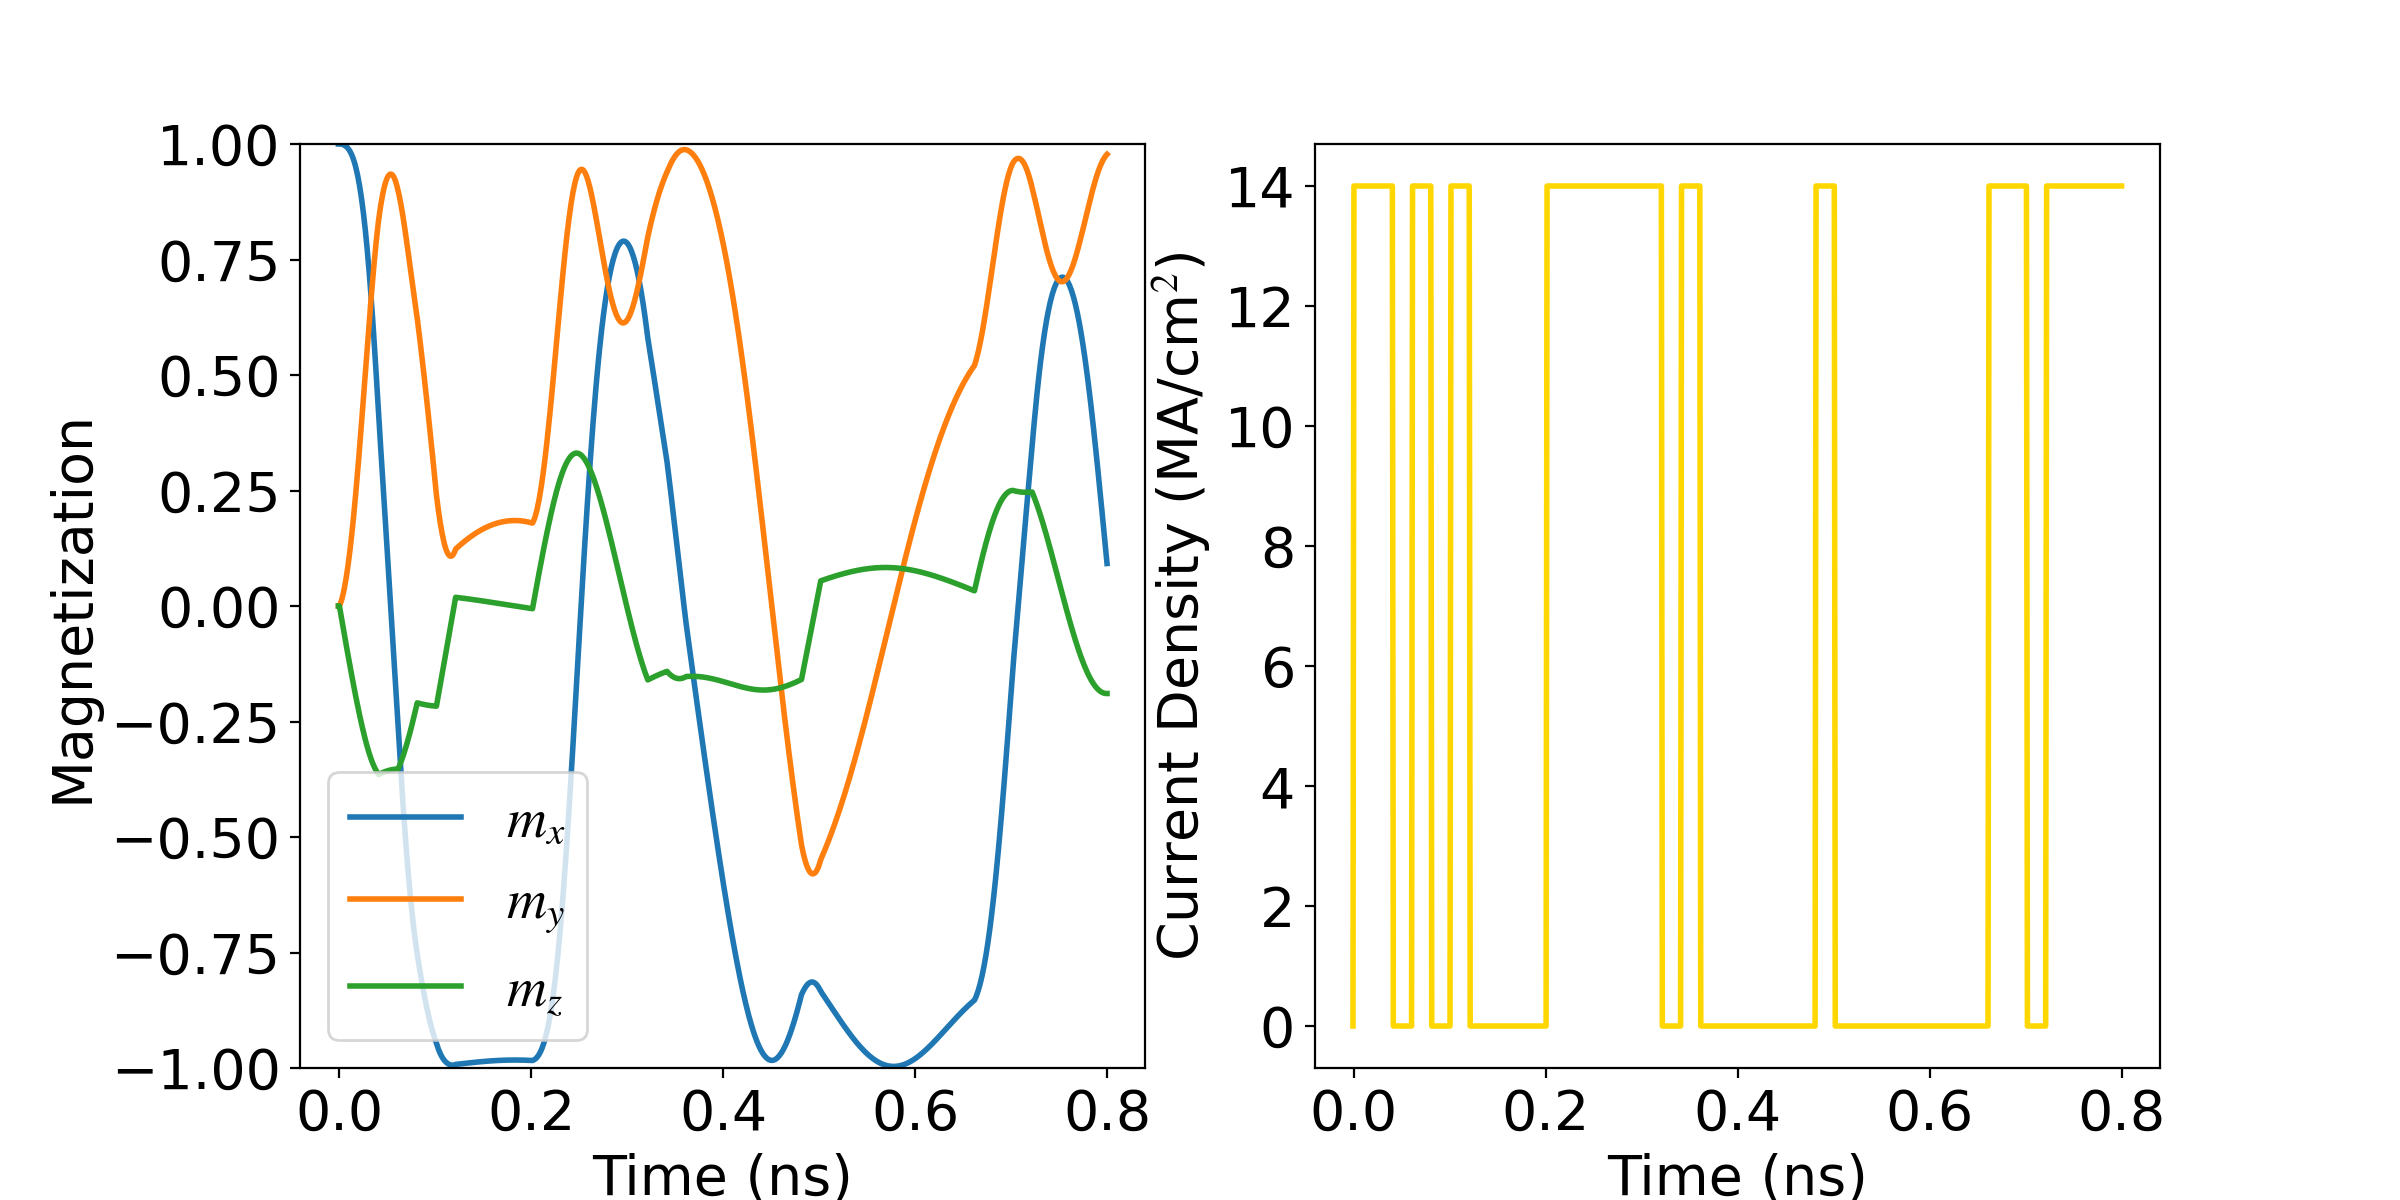 Magnetization
1.00
0.75
0.50
0.25
0.00
−0.25
−0.50
−0.75
−1.00
m_x
m_y
m_z
0.0 0.2 0.4 0.6 0.8
Time (ns)
Current Density (MA/cm²)
14
12
10
8
6
4
2
0
0.0 0.2 0.4 0.6 0.8
Time (ns)